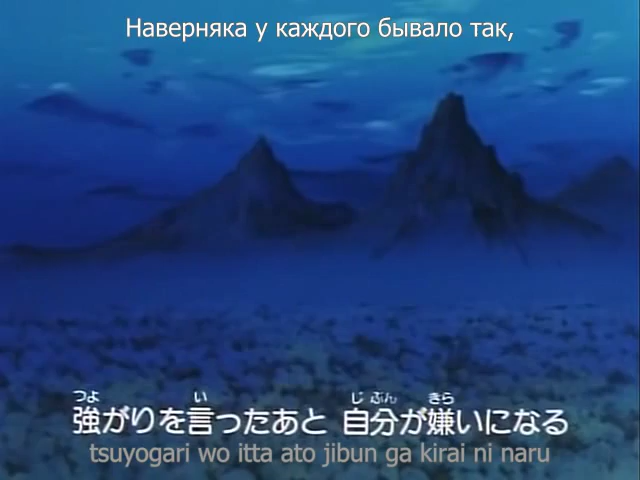 Наверняка у каждого бывало так,
つよ い じ ぶん きら
強がりを言ったあと 自分が嫌いになる
tsuyogari wo itta ato jibun ga kirai ni naru